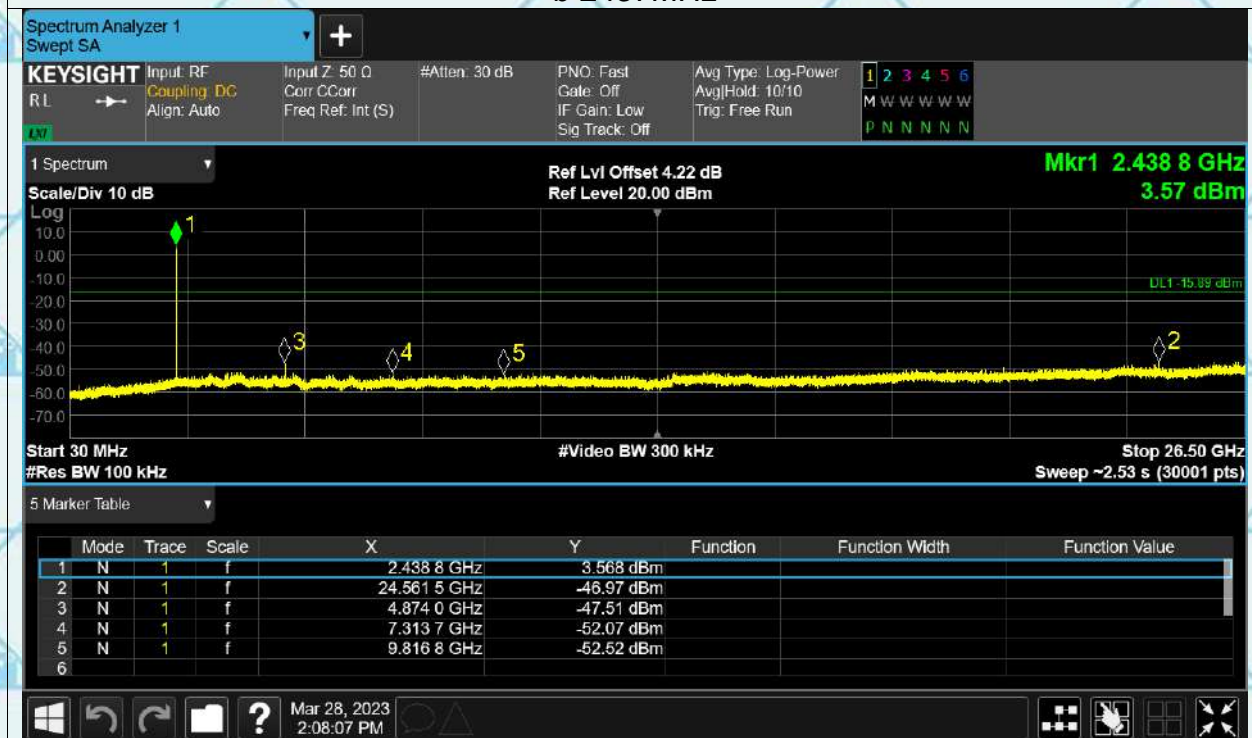 Spectrum Analyzer 1
Swept SA
+
KEYSIGHT
RL
LXI
Input: RF
Coupling: DC
Align: Auto
Input Z: 50 Ω
Corr CCorr
Freq Ref: Int (S)
#Atten: 30 dB
PNO: Fast
Gate: Off
IF Gain: Low
Sig Track: Off
Avg Type: Log-Power
Avg|Hold: 10/10
Trig: Free Run
1 2 3 4 5 6
M W W W W W
P N N N N N
1 Spectrum
Scale/Div 10 dB
Ref Lvl Offset 4.22 dB
Ref Level 20.00 dBm
Mkr1 2.438 8 GHz
3.57 dBm
Log
10.0
0.00
-10.0
-20.0
-30.0
-40.0
-50.0
-60.0
-70.0
1
3
4
5
2
DL1 -15.89 dBm
Start 30 MHz
#Res BW 100 kHz
#Video BW 300 kHz
Stop 26.50 GHz
Sweep ~2.53 s (30001 pts)
5 Marker Table
Mode Trace Scale X Y Function Function Width Function Value
1 N 1 f 2.438 8 GHz 3.568 dBm
2 N 1 f 24.561 5 GHz -46.97 dBm
3 N 1 f 4.874 0 GHz -47.51 dBm
4 N 1 f 7.313 7 GHz -52.07 dBm
5 N 1 f 9.816 8 GHz -52.52 dBm
6
?
Mar 28, 2023
2:08:07 PM